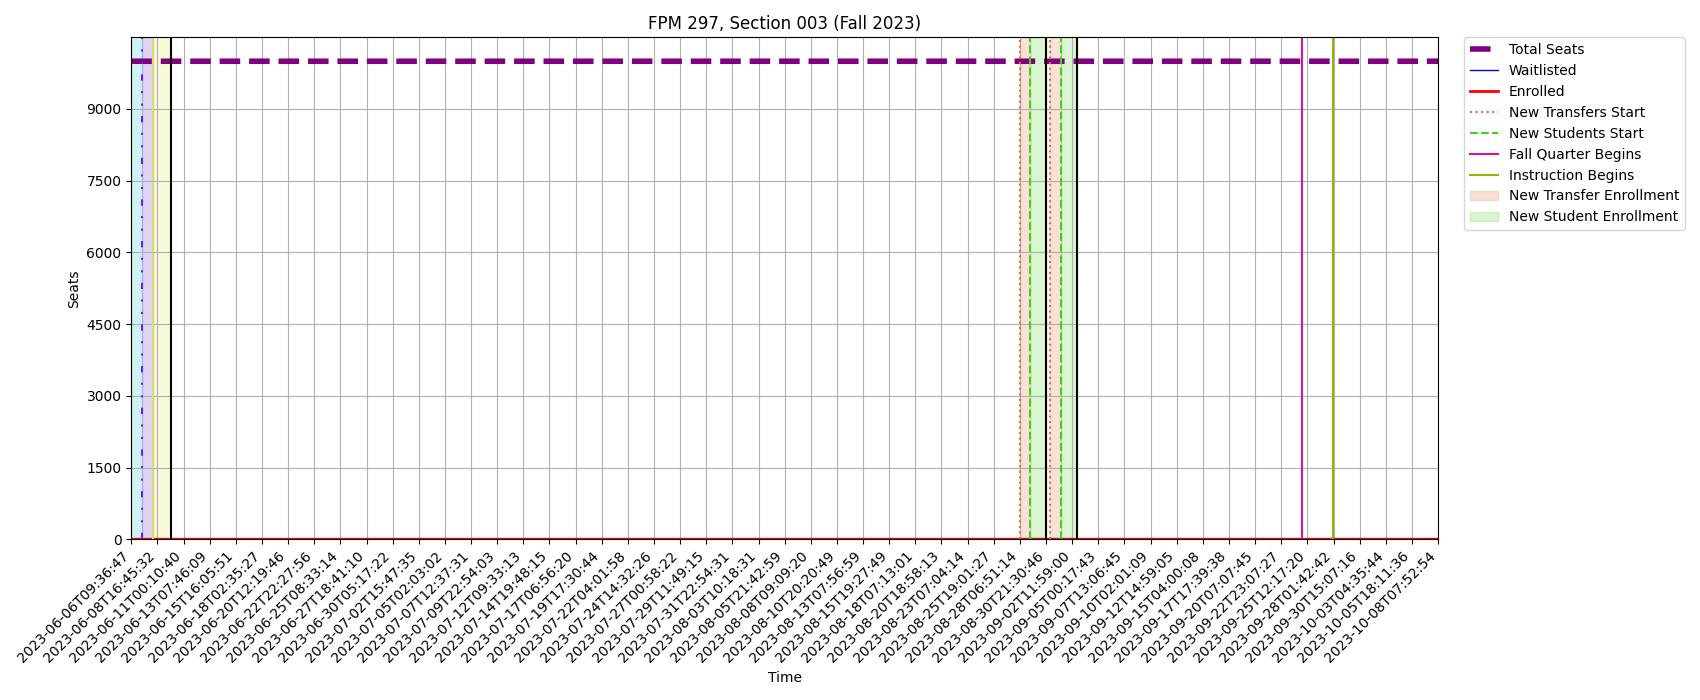 FPM 297, Section 003 (Fall 2023)
Total Seats
Waitlisted
Enrolled
New Transfers Start
New Students Start
Fall Quarter Begins
Instruction Begins
New Transfer Enrollment
New Student Enrollment
Seats
9000
7500
6000
4500
3000
1500
0
2023-06-06T09:36:47
2023-06-08T16:45:32
2023-06-11T00:10:40
2023-06-13T07:46:09
2023-06-15T16:05:51
2023-06-18T02:35:27
2023-06-20T12:19:46
2023-06-22T22:27:56
2023-06-25T08:33:14
2023-06-27T18:41:10
2023-06-30T05:17:22
2023-07-02T15:47:35
2023-07-05T02:03:02
2023-07-07T12:37:31
2023-07-09T22:54:03
2023-07-12T09:33:13
2023-07-14T19:48:15
2023-07-17T06:56:20
2023-07-19T17:30:44
2023-07-22T04:01:58
2023-07-24T14:32:26
2023-07-27T00:58:22
2023-07-29T11:49:15
2023-07-31T22:54:31
2023-08-03T10:18:31
2023-08-05T21:42:59
2023-08-08T09:09:20
2023-08-10T20:20:49
2023-08-13T07:56:59
2023-08-15T19:27:49
2023-08-18T07:13:01
2023-08-20T18:58:13
2023-08-23T07:04:14
2023-08-25T19:01:27
2023-08-28T06:51:14
2023-08-30T21:30:46
2023-09-02T11:59:00
2023-09-05T00:17:43
2023-09-07T13:06:45
2023-09-10T02:01:09
2023-09-12T14:59:05
2023-09-15T04:00:08
2023-09-17T17:39:38
2023-09-20T07:07:45
2023-09-22T23:07:27
2023-09-25T12:17:20
2023-09-28T01:42:42
2023-09-30T15:07:16
2023-10-03T04:35:44
2023-10-05T18:11:36
2023-10-08T07:52:54
Time